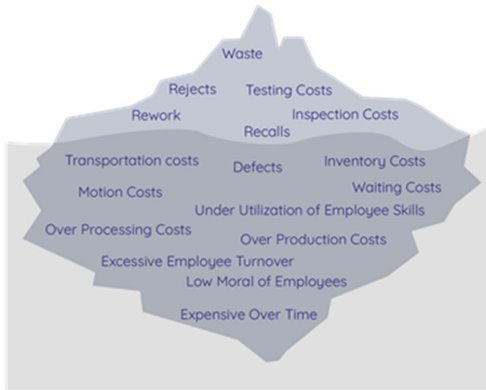 Waste
Rejects
Testing Costs
Rework
Inspection Costs
Recalls
Transportation costs
Defects
Inventory Costs
Motion Costs
Waiting Costs
Under Utilization of Employee Skills
Over Processing Costs
Over Production Costs
Excessive Employee Turnover
Low Moral of Employees
Expensive Over Time